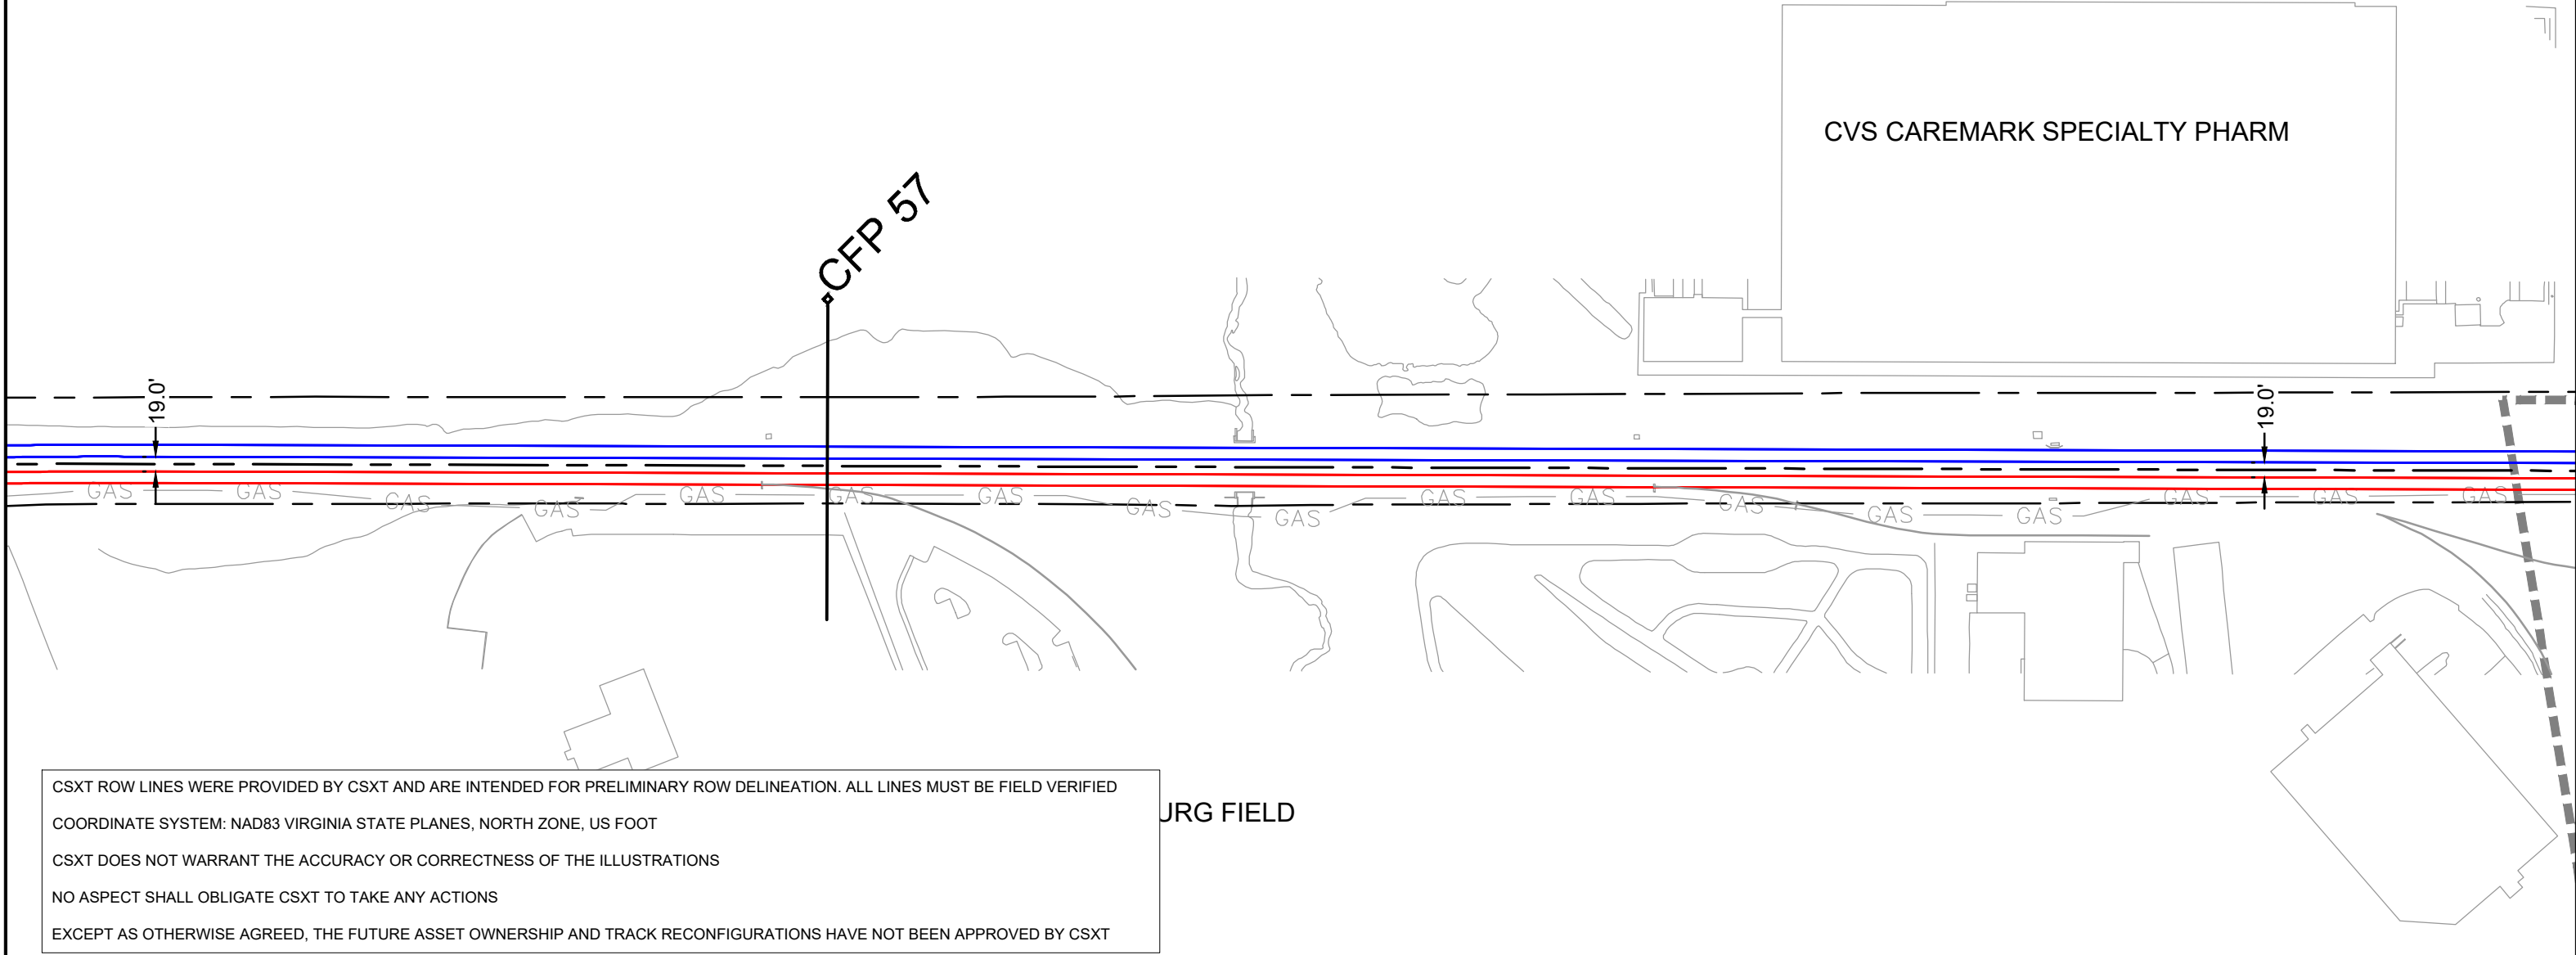 CVS CAREMARK SPECIALTY PHARM
CFP 57
19.0'
19.0'
GAS GAS GAS GAS GAS GAS GAS GAS GAS GAS GAS GAS GAS GAS GAS GAS GAS
CSXT ROW LINES WERE PROVIDED BY CSXT AND ARE INTENDED FOR PRELIMINARY ROW DELINEATION. ALL LINES MUST BE FIELD VERIFIED
COORDINATE SYSTEM: NAD83 VIRGINIA STATE PLANES, NORTH ZONE, US FOOT
CSXT DOES NOT WARRANT THE ACCURACY OR CORRECTNESS OF THE ILLUSTRATIONS
NO ASPECT SHALL OBLIGATE CSXT TO TAKE ANY ACTIONS
EXCEPT AS OTHERWISE AGREED, THE FUTURE ASSET OWNERSHIP AND TRACK RECONFIGURATIONS HAVE NOT BEEN APPROVED BY CSXT
URG FIELD